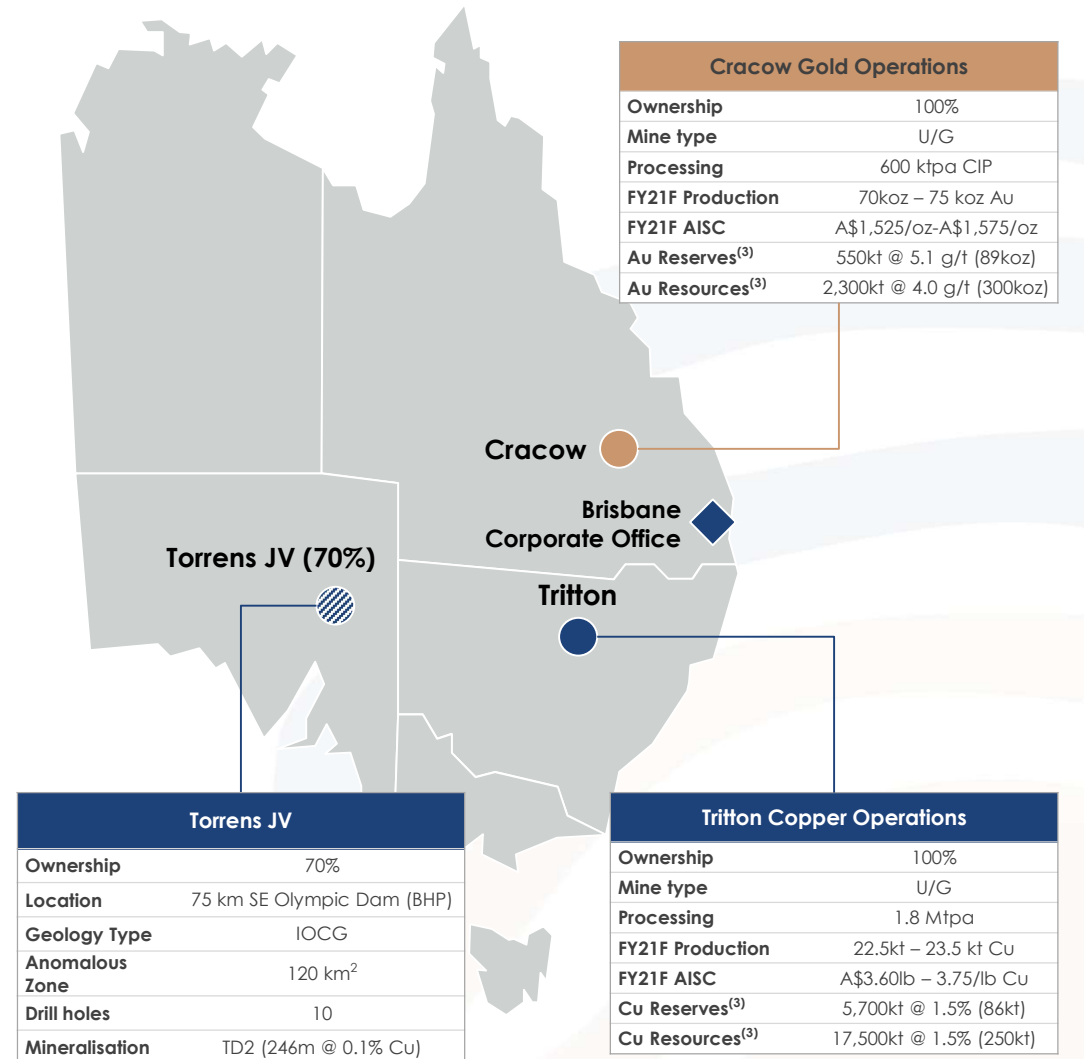 Cracow Gold Operations
Ownership 100%
Mine type U/G
Processing 600 ktpa CIP
FY21F Production 70koz – 75 koz Au
FY21F AISC A$1,525/oz-A$1,575/oz
Au Reserves(3) 550kt @ 5.1 g/t (89koz)
Au Resources(3) 2,300kt @ 4.0 g/t (300koz)
Cracow
Brisbane
Corporate Office
Torrens JV (70%)
Tritton
Torrens JV
Ownership 70%
Location 75 km SE Olympic Dam (BHP)
Geology Type IOCG
Anomalous
Zone 120 km2
Drill holes 10
Mineralisation TD2 (246m @ 0.1% Cu)
Tritton Copper Operations
Ownership 100%
Mine type U/G
Processing 1.8 Mtpa
FY21F Production 22.5kt – 23.5 kt Cu
FY21F AISC A$3.60lb – 3.75/lb Cu
Cu Reserves(3) 5,700kt @ 1.5% (86kt)
Cu Resources(3) 17,500kt @ 1.5% (250kt)